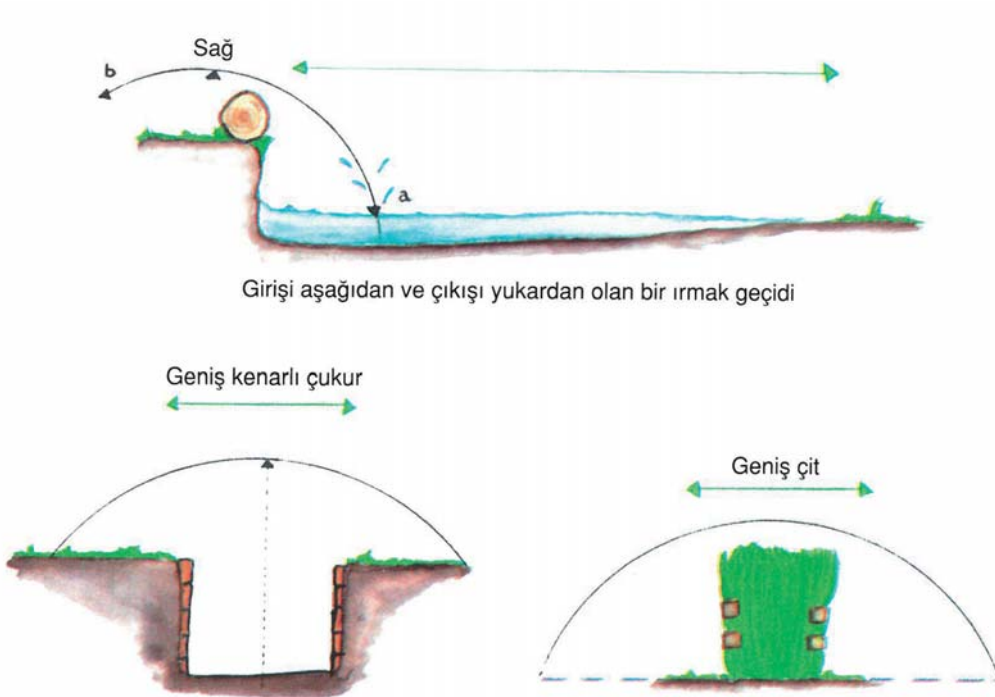 Sağ
b
a
Girişi aşağıdan ve çıkışı yukardan olan bir ırmak geçidi
Geniş kenarlı çukur
Geniş çit